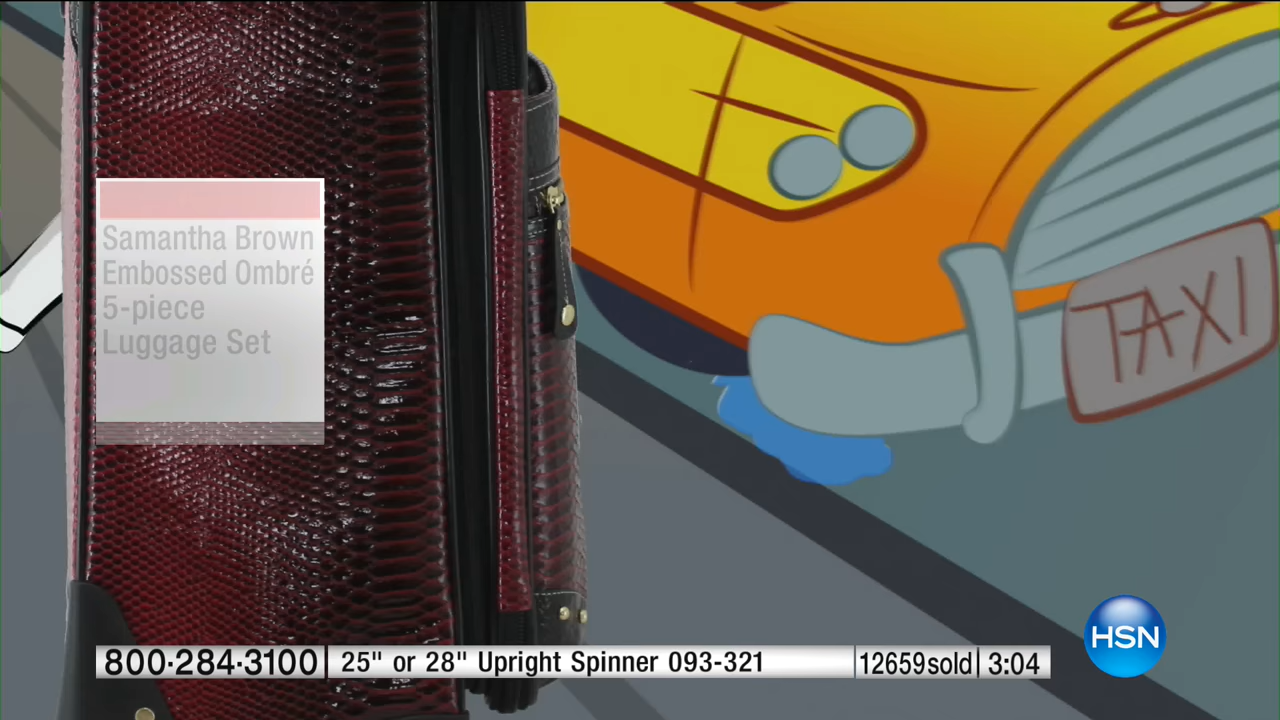 Samantha Brown
Embossed Ombré
5-piece
Luggage Set
TAXI
HSN
800·284·3100
25" or 28" Upright Spinner 093-321
12659sold
3:04